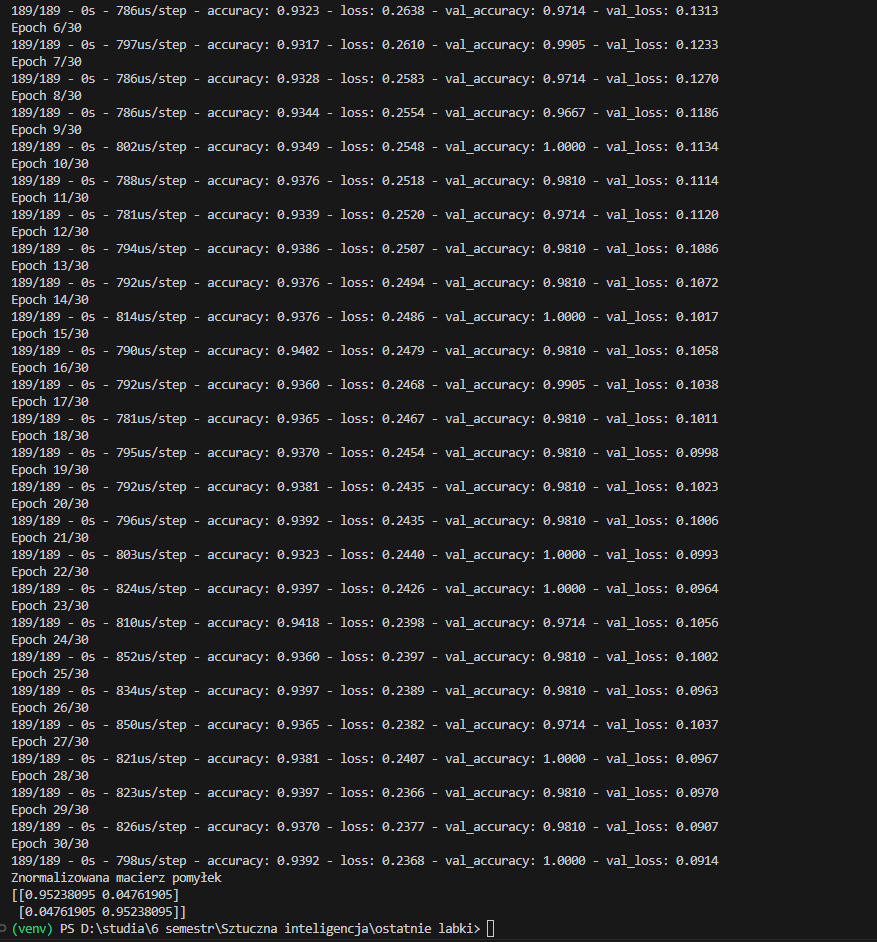 189/189 - 0s - 786us/step - accuracy: 0.9323 - loss: 0.2638 - val_accuracy: 0.9714 - val_loss: 0.1313
Epoch 6/30
189/189 - 0s - 797us/step - accuracy: 0.9317 - loss: 0.2610 - val_accuracy: 0.9905 - val_loss: 0.1233
Epoch 7/30
189/189 - 0s - 786us/step - accuracy: 0.9328 - loss: 0.2583 - val_accuracy: 0.9714 - val_loss: 0.1270
Epoch 8/30
189/189 - 0s - 786us/step - accuracy: 0.9344 - loss: 0.2554 - val_accuracy: 0.9667 - val_loss: 0.1186
Epoch 9/30
189/189 - 0s - 802us/step - accuracy: 0.9349 - loss: 0.2548 - val_accuracy: 1.0000 - val_loss: 0.1134
Epoch 10/30
189/189 - 0s - 788us/step - accuracy: 0.9376 - loss: 0.2518 - val_accuracy: 0.9810 - val_loss: 0.1114
Epoch 11/30
189/189 - 0s - 781us/step - accuracy: 0.9339 - loss: 0.2520 - val_accuracy: 0.9714 - val_loss: 0.1120
Epoch 12/30
189/189 - 0s - 794us/step - accuracy: 0.9386 - loss: 0.2507 - val_accuracy: 0.9810 - val_loss: 0.1086
Epoch 13/30
189/189 - 0s - 792us/step - accuracy: 0.9376 - loss: 0.2494 - val_accuracy: 0.9810 - val_loss: 0.1072
Epoch 14/30
189/189 - 0s - 814us/step - accuracy: 0.9376 - loss: 0.2486 - val_accuracy: 1.0000 - val_loss: 0.1017
Epoch 15/30
189/189 - 0s - 790us/step - accuracy: 0.9402 - loss: 0.2479 - val_accuracy: 0.9810 - val_loss: 0.1058
Epoch 16/30
189/189 - 0s - 792us/step - accuracy: 0.9360 - loss: 0.2468 - val_accuracy: 0.9905 - val_loss: 0.1038
Epoch 17/30
189/189 - 0s - 781us/step - accuracy: 0.9365 - loss: 0.2467 - val_accuracy: 0.9810 - val_loss: 0.1011
Epoch 18/30
189/189 - 0s - 795us/step - accuracy: 0.9370 - loss: 0.2454 - val_accuracy: 0.9810 - val_loss: 0.0998
Epoch 19/30
189/189 - 0s - 792us/step - accuracy: 0.9381 - loss: 0.2435 - val_accuracy: 0.9810 - val_loss: 0.1023
Epoch 20/30
189/189 - 0s - 796us/step - accuracy: 0.9392 - loss: 0.2435 - val_accuracy: 0.9810 - val_loss: 0.1006
Epoch 21/30
189/189 - 0s - 803us/step - accuracy: 0.9323 - loss: 0.2440 - val_accuracy: 1.0000 - val_loss: 0.0993
Epoch 22/30
189/189 - 0s - 824us/step - accuracy: 0.9397 - loss: 0.2426 - val_accuracy: 1.0000 - val_loss: 0.0964
Epoch 23/30
189/189 - 0s - 810us/step - accuracy: 0.9418 - loss: 0.2398 - val_accuracy: 0.9714 - val_loss: 0.1056
Epoch 24/30
189/189 - 0s - 852us/step - accuracy: 0.9360 - loss: 0.2397 - val_accuracy: 0.9810 - val_loss: 0.1002
Epoch 25/30
189/189 - 0s - 834us/step - accuracy: 0.9397 - loss: 0.2389 - val_accuracy: 0.9810 - val_loss: 0.0963
Epoch 26/30
189/189 - 0s - 850us/step - accuracy: 0.9365 - loss: 0.2382 - val_accuracy: 0.9714 - val_loss: 0.1037
Epoch 27/30
189/189 - 0s - 821us/step - accuracy: 0.9381 - loss: 0.2407 - val_accuracy: 1.0000 - val_loss: 0.0967
Epoch 28/30
189/189 - 0s - 823us/step - accuracy: 0.9397 - loss: 0.2366 - val_accuracy: 0.9810 - val_loss: 0.0970
Epoch 29/30
189/189 - 0s - 826us/step - accuracy: 0.9370 - loss: 0.2377 - val_accuracy: 0.9810 - val_loss: 0.0907
Epoch 30/30
189/189 - 0s - 798us/step - accuracy: 0.9392 - loss: 0.2368 - val_accuracy: 1.0000 - val_loss: 0.0914
Znormalizowana macierz pomyłek
[[0.95238095 0.04761905]
 [0.04761905 0.95238095]]
(venv) PS D:\studia\6 semestr\Sztuczna inteligencja\ostatnie labki>